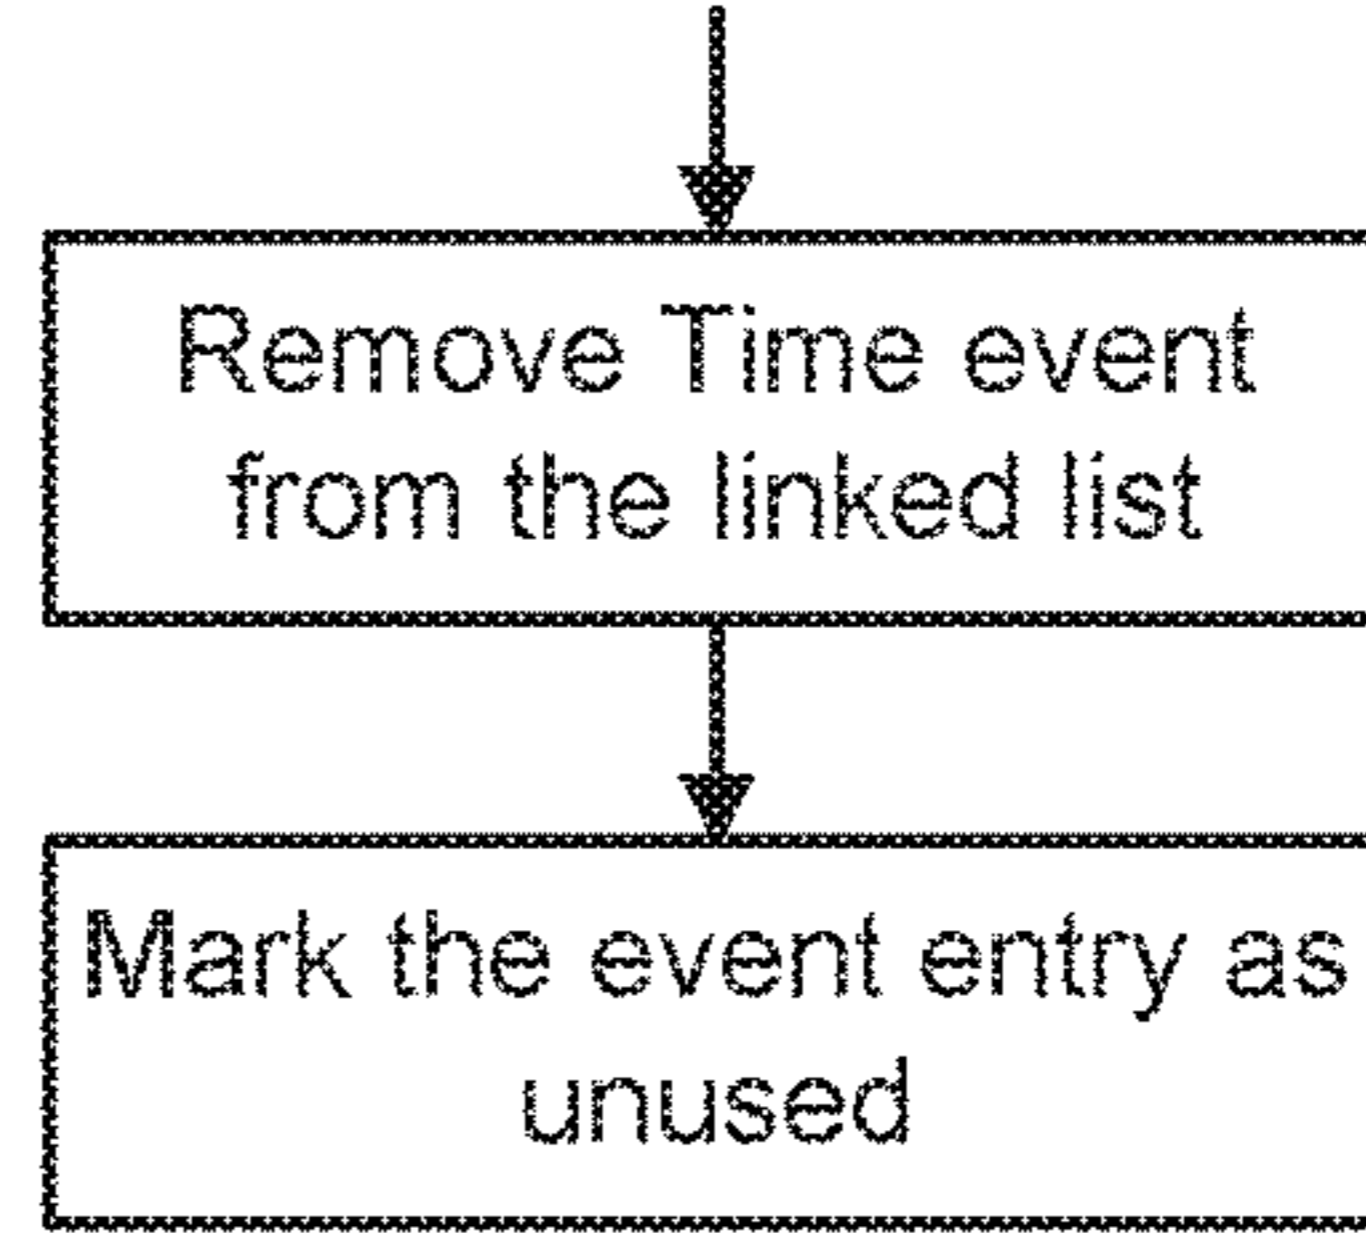 Remove Time event
from the linked list
Mark the event entry as
unused